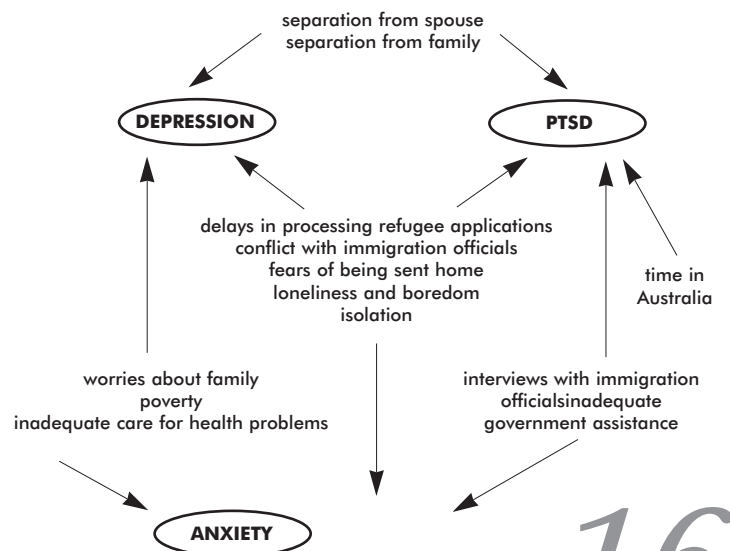 separation from spouse
separation from family
DEPRESSION
PTSD
delays in processing refugee applications
conflict with immigration officials
fears of being sent home
loneliness and boredom
isolation
time in
Australia
worries about family
poverty
inadequate care for health problems
interviews with immigration
officialsinadequate
government assistance
ANXIETY
16